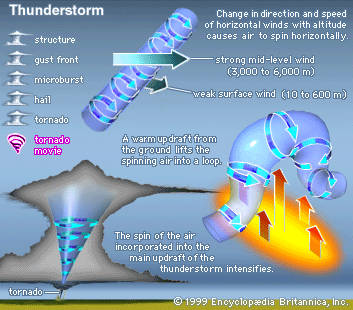 Thunderstorm
structure
gust front
microburst
hail
tornado
tornado
movie
Change in direction and speed
of horizontal winds with altitude
causes air to spin horizontally.
strong mid-level wind
(3,000 to 6,000 m)
weak surface wind (10 to 600 m)
A warm updraft from
the ground lifts the
spinning air into a loop.
The spin of the air
incorporated into the
main updraft of the
thunderstorm intensifies.
tornado
© 1999 Encyclopædia Britannica, Inc.